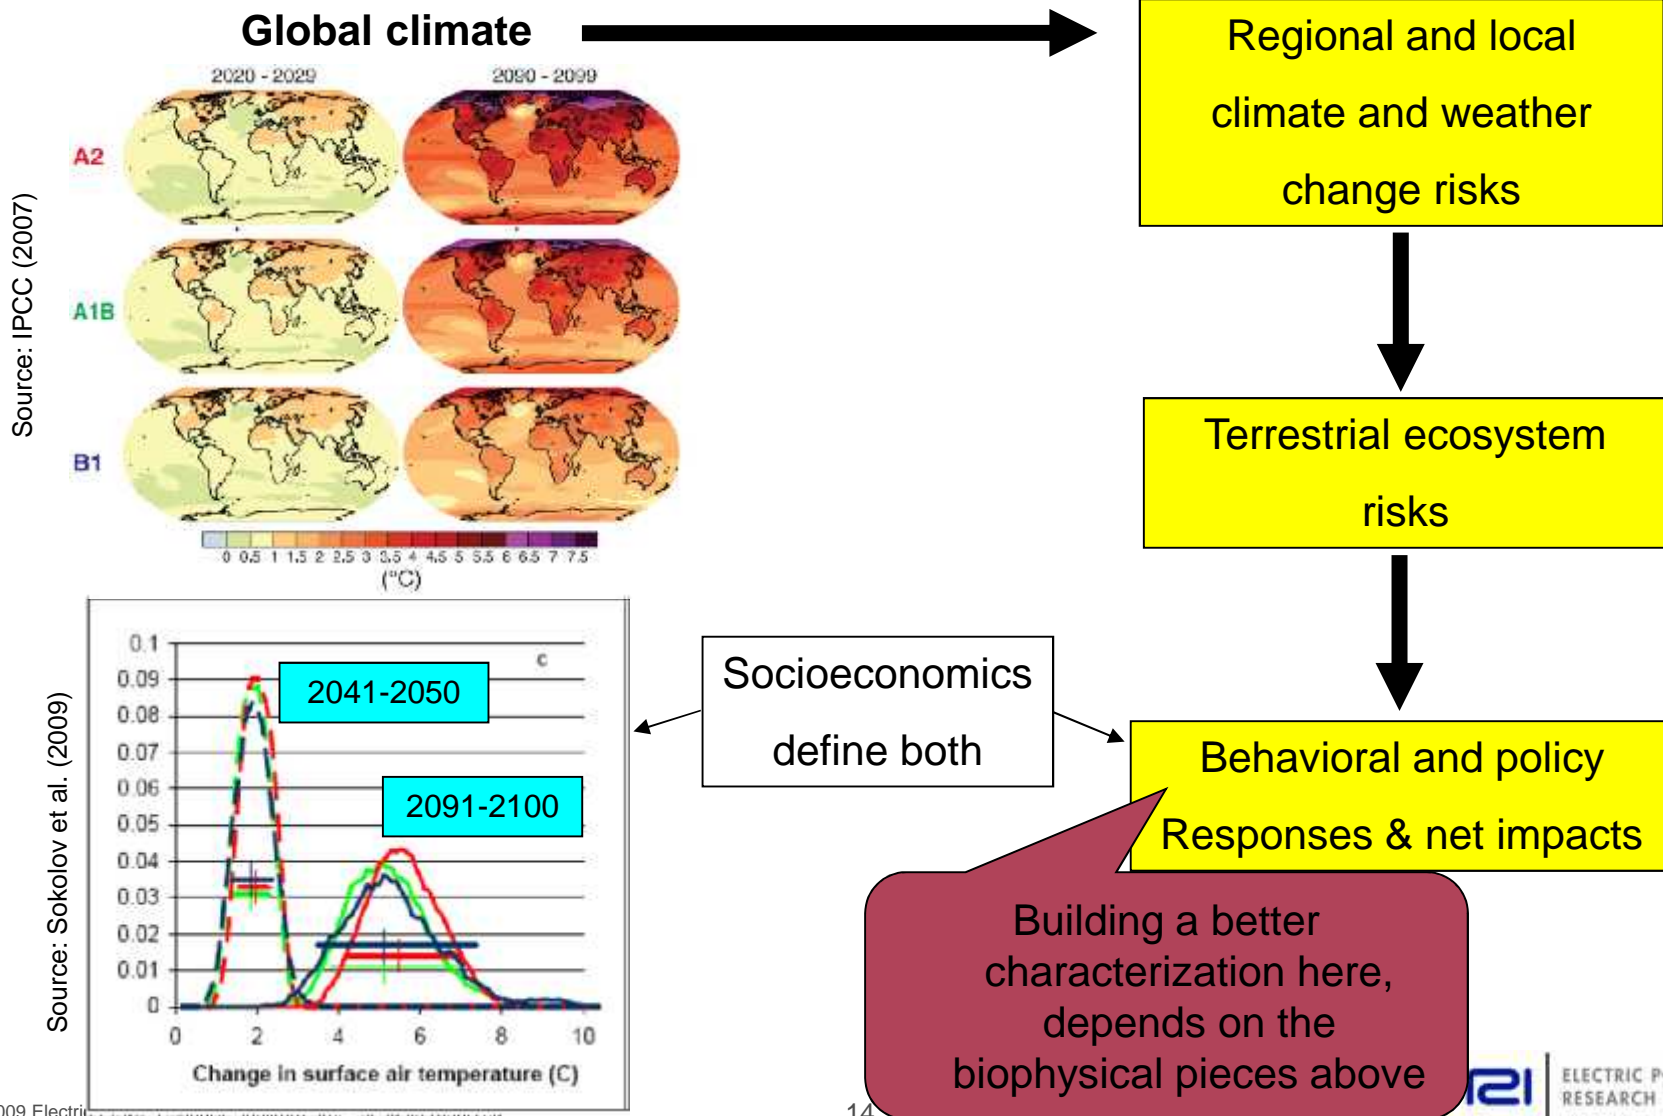 Global climate
2020 - 2029
2090 - 2099
A2
A1B
B1
0 0.5 1 1.5 2 2.5 3 3.5 4 4.5 5 5.5 6 6.5 7 7.5
(°C)
Source: IPCC (2007)
Regional and local
climate and weather
change risks
Terrestrial ecosystem
risks
Socioeconomics
define both
Behavioral and policy
Responses & net impacts
Building a better
characterization here,
depends on the
biophysical pieces above
Source: Sokolov et al. (2009)
c
2041-2050
2091-2100
0.1
0.09
0.08
0.07
0.06
0.05
0.04
0.03
0.02
0.01
0
0 2 4 6 8 10
Change in surface air temperature (C)
009 Electric
14
ELECTRIC P
RESEARCH